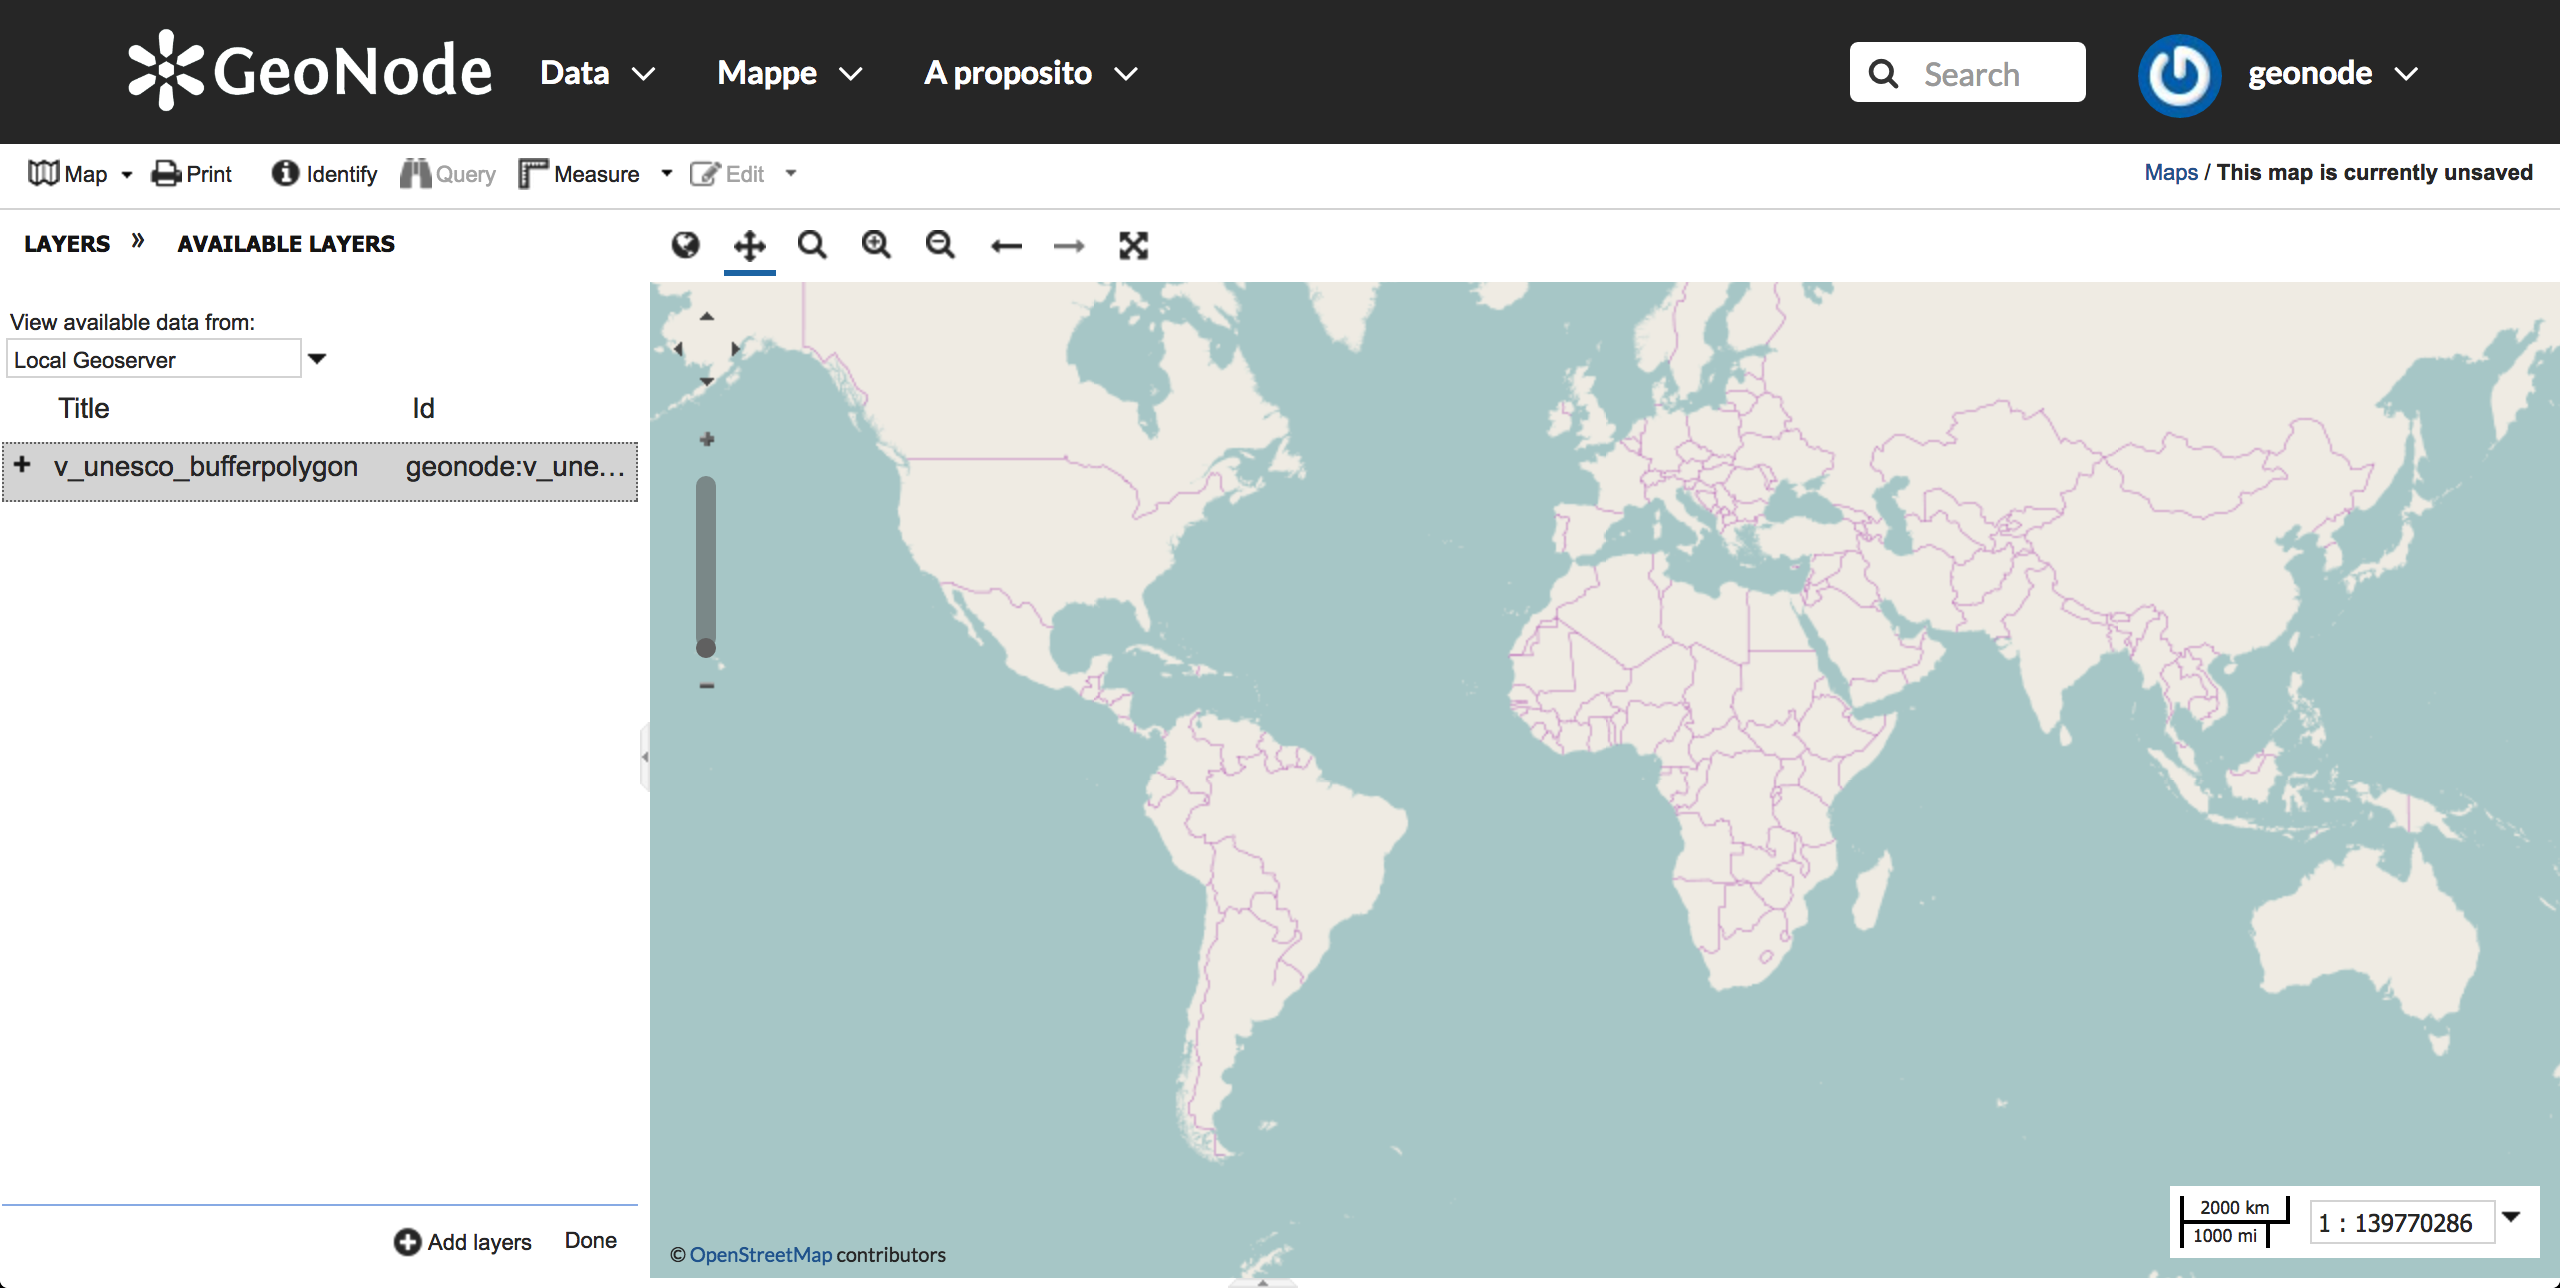 GeoNode Data Mappe A proposito Search geonode
Map Print Identify Query Measure Edit Maps / This map is currently unsaved
LAYERS » AVAILABLE LAYERS
View available data from:
Local Geoserver
Title Id
+ v_unesco_bufferpolygon geonode:v_une...
Add layers Done
© OpenStreetMap contributors
2000 km
1000 mi
1 : 139770286